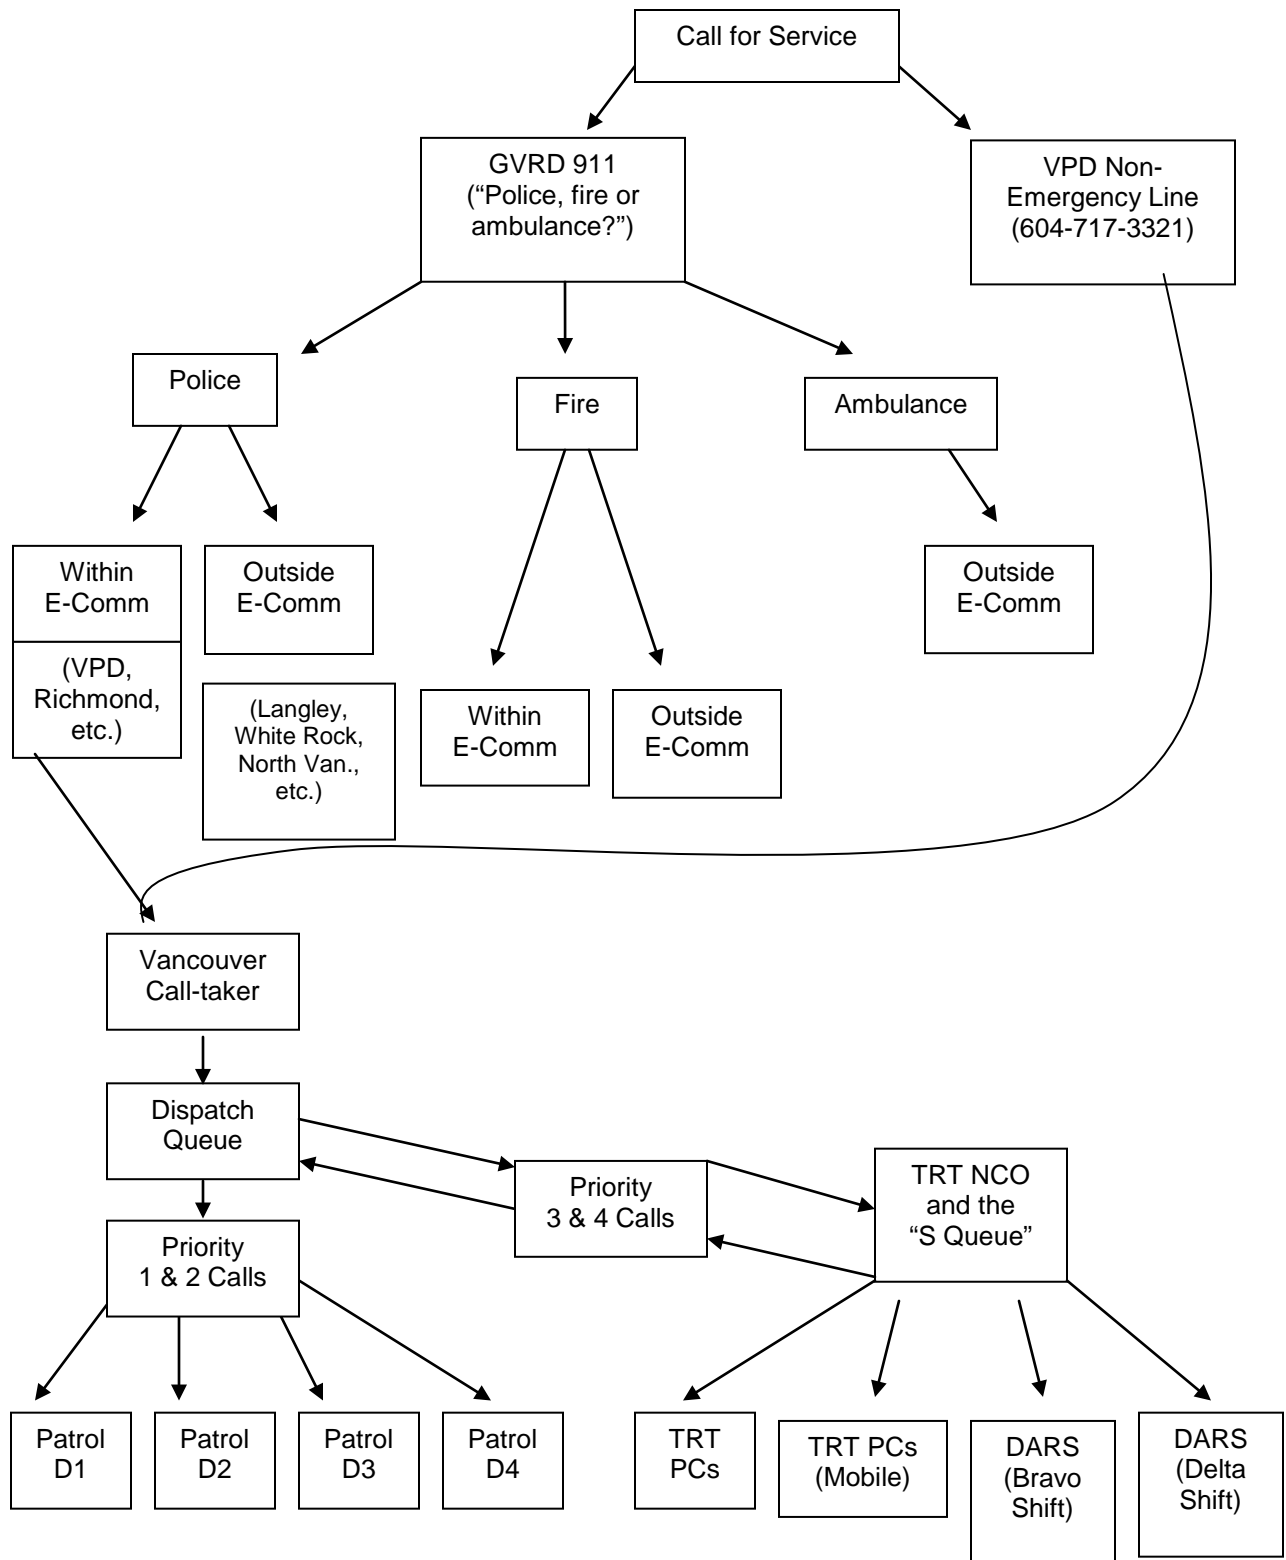 Call for Service
GVRD 911
(“Police, fire or
ambulance?”)
VPD Non-
Emergency Line
(604-717-3321)
Police
Fire
Ambulance
Within
E-Comm
(VPD,
Richmond,
etc.)
Outside
E-Comm
(Langley,
White Rock,
North Van.,
etc.)
Within
E-Comm
Outside
E-Comm
Outside
E-Comm
Vancouver
Call-taker
Dispatch
Queue
Priority
3 & 4 Calls
TRT NCO
and the
“S Queue”
Priority
1 & 2 Calls
Patrol
D1
Patrol
D2
Patrol
D3
Patrol
D4
TRT
PCs
TRT PCs
(Mobile)
DARS
(Bravo
Shift)
DARS
(Delta
Shift)